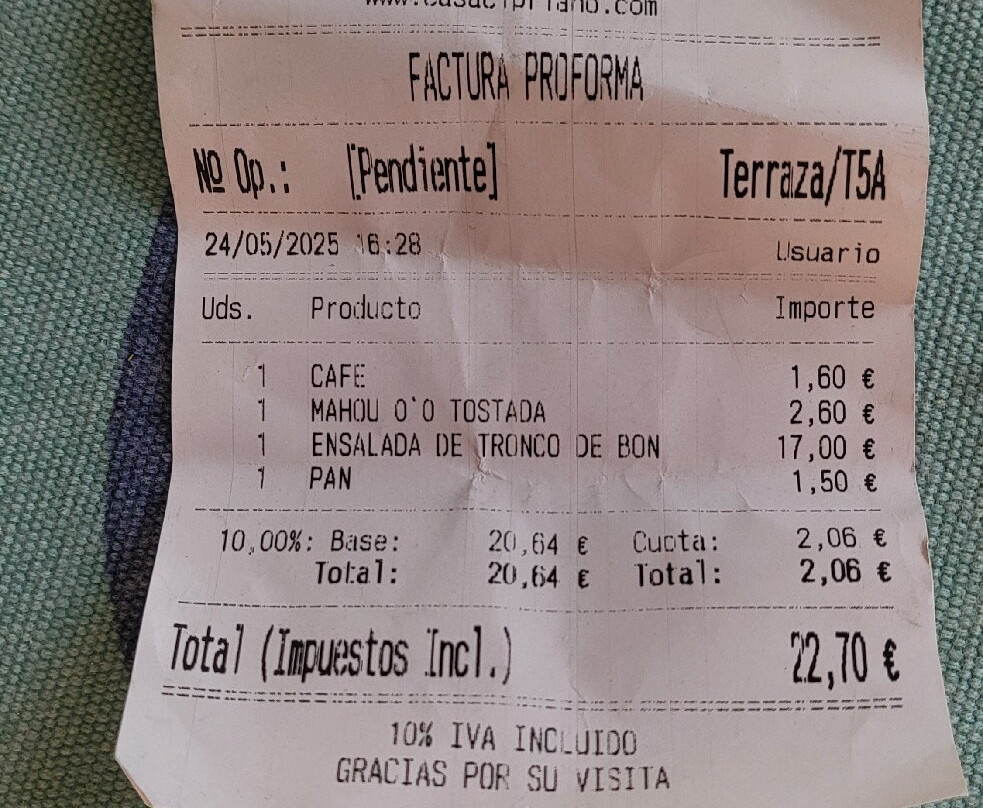 FACTURA PROFORMA
Nº Op.: [Pendiente] Terraza/T5A
24/05/2025 16:28 Usuario
Uds. Producto Importe
1 CAFE 1,60 €
1 MAHOU 0'0 TOSTADA 2,60 €
1 ENSALADA DE TRONCO DE BON 17,00 €
1 PAN 1,50 €
10,00%: Base: 20,64 € Cuota: 2,06 €
Total: 20,64 € Total: 2,06 €
Total (Impuestos Incl.) 22,70 €
10% IVA INCLUIDO
GRACIAS POR SU VISITA